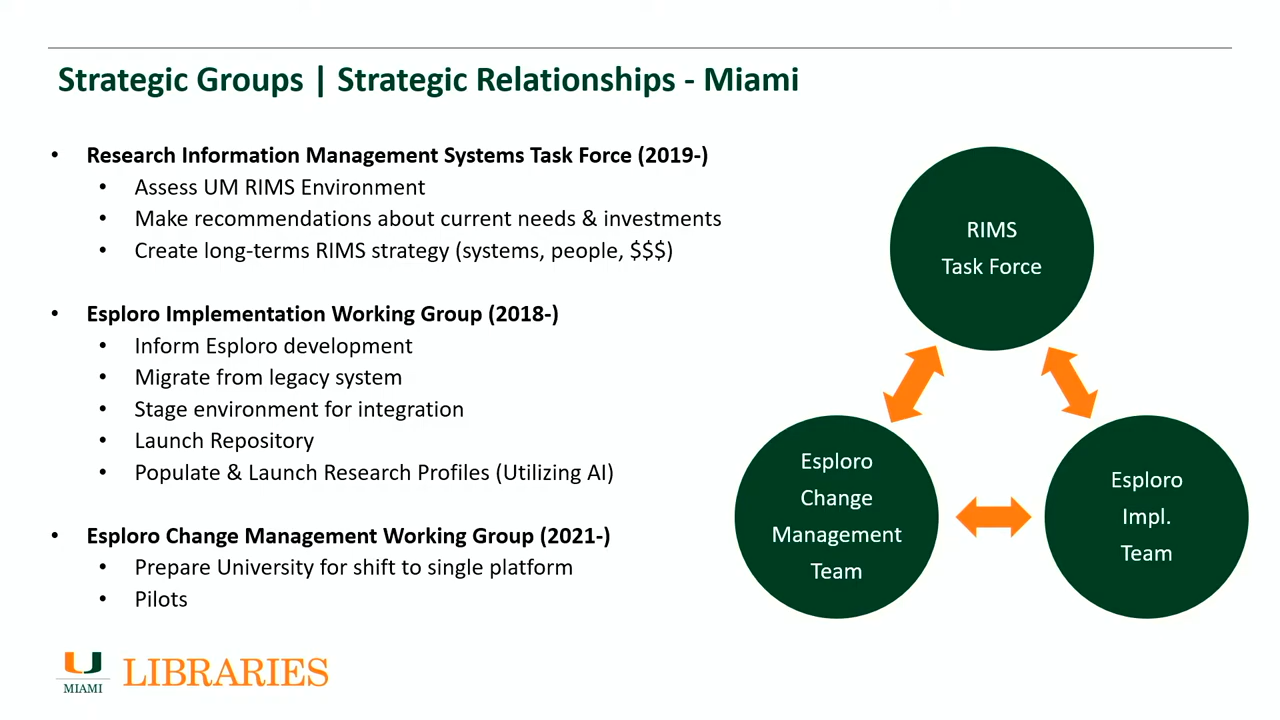 Strategic Groups | Strategic Relationships - Miami
• Research Information Management Systems Task Force (2019-)
• Assess UM RIMS Environment
• Make recommendations about current needs & investments
• Create long-terms RIMS strategy (systems, people, $$$)
• Esploro Implementation Working Group (2018-)
• Inform Esploro development
• Migrate from legacy system
• Stage environment for integration
• Launch Repository
• Populate & Launch Research Profiles (Utilizing AI)
• Esploro Change Management Working Group (2021-)
• Prepare University for shift to single platform
• Pilots
RIMS
Task Force
Esploro
Change
Management
Team
Esploro
Impl.
Team
U
MIAMI
LIBRARIES